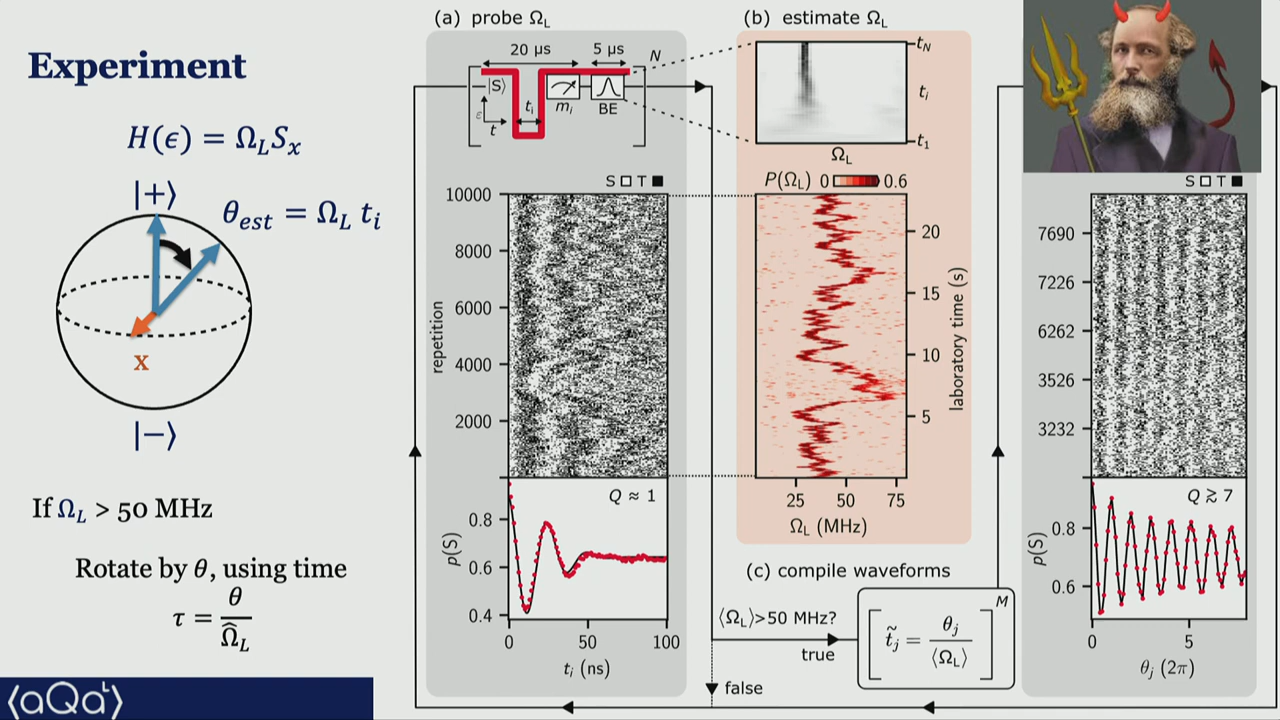 Experiment
H(ϵ) = Ω_L S_x
|+⟩
θ_est = Ω_L t_i
x
|−⟩
If Ω_L > 50 MHz
Rotate by θ, using time
τ = θ / Ω̂_L
⟨aQa^L⟩
(a) probe Ω_L
20 μs
5 μs
N
|S⟩
t_i
m_i
BE
ε
t
S □ T ■
10000
8000
6000
4000
2000
repetition
Q ≈ 1
0.8
0.6
0.4
p(S)
0
50
100
t_i (ns)
(b) estimate Ω_L
t_N
t_i
t_1
Ω_L
P(Ω_L) 0 0.6
20
15
10
5
laboratory time (s)
25
50
75
Ω_L (MHz)
(c) compile waveforms
⟨Ω_L⟩>50 MHz?
true
false
t̃_j = θ_j / ⟨Ω_L⟩
M
S □ T ■
7690
7226
6262
3526
3232
Q ≳ 7
0.8
0.6
p(S)
0
5
θ_j (2π)